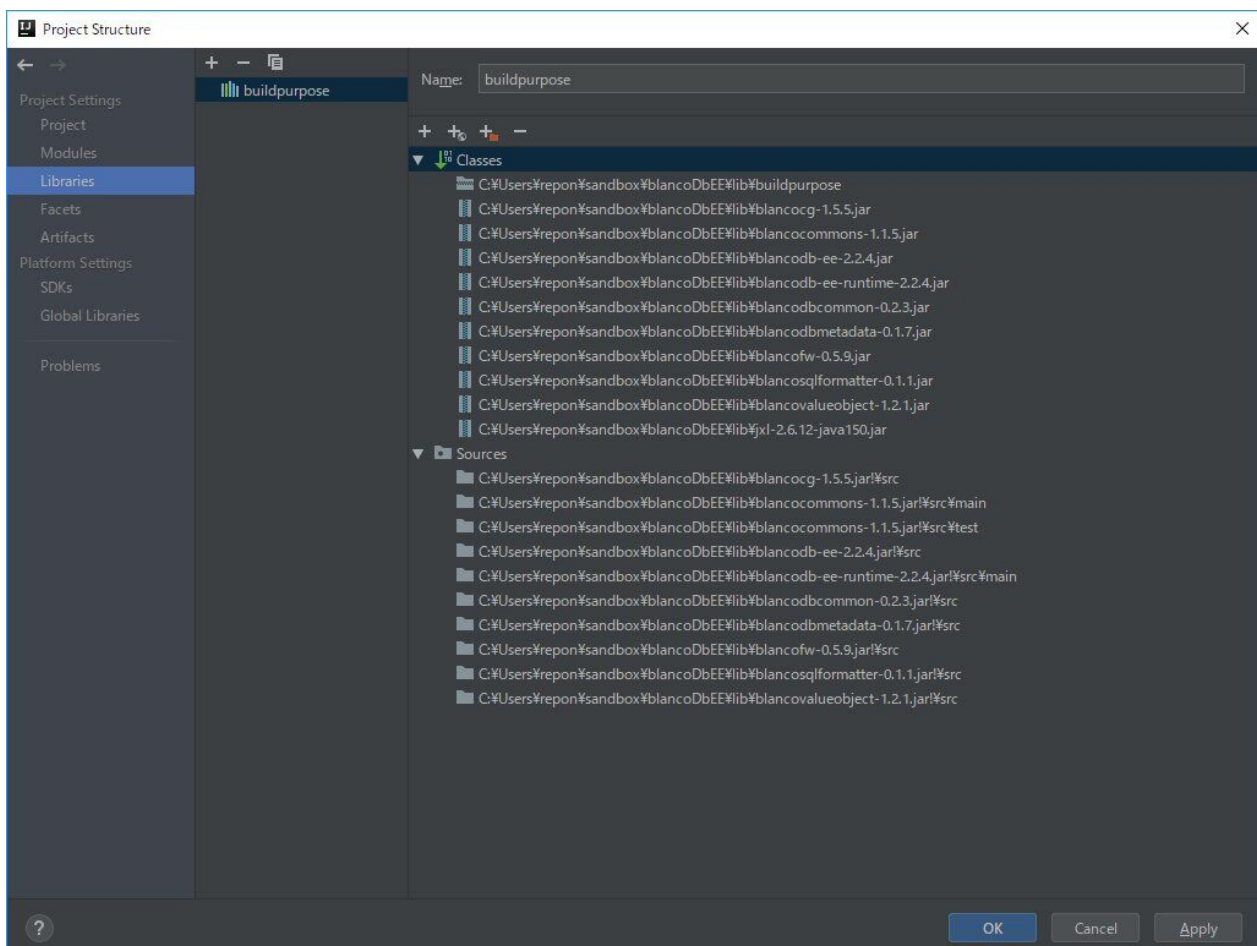 Project Structure
Project Settings
Project
Modules
Libraries
Facets
Artifacts
Platform Settings
SDKs
Global Libraries
Problems
buildpurpose
Name: buildpurpose
Classes
C:¥Users¥repon¥sandbox¥blancoDbEE¥lib¥buildpurpose
C:¥Users¥repon¥sandbox¥blancoDbEE¥lib¥blancocg-1.5.5.jar
C:¥Users¥repon¥sandbox¥blancoDbEE¥lib¥blancocommons-1.1.5.jar
C:¥Users¥repon¥sandbox¥blancoDbEE¥lib¥blancodb-ee-2.2.4.jar
C:¥Users¥repon¥sandbox¥blancoDbEE¥lib¥blancodb-ee-runtime-2.2.4.jar
C:¥Users¥repon¥sandbox¥blancoDbEE¥lib¥blancodbcommon-0.2.3.jar
C:¥Users¥repon¥sandbox¥blancoDbEE¥lib¥blancodbmetadata-0.1.7.jar
C:¥Users¥repon¥sandbox¥blancoDbEE¥lib¥blancofw-0.5.9.jar
C:¥Users¥repon¥sandbox¥blancoDbEE¥lib¥blancosqlformatter-0.1.1.jar
C:¥Users¥repon¥sandbox¥blancoDbEE¥lib¥blancovalueobject-1.2.1.jar
C:¥Users¥repon¥sandbox¥blancoDbEE¥lib¥jxl-2.6.12-java150.jar
Sources
C:¥Users¥repon¥sandbox¥blancoDbEE¥lib¥blancocg-1.5.5.jar!¥src
C:¥Users¥repon¥sandbox¥blancoDbEE¥lib¥blancocommons-1.1.5.jar!¥src¥main
C:¥Users¥repon¥sandbox¥blancoDbEE¥lib¥blancocommons-1.1.5.jar!¥src¥test
C:¥Users¥repon¥sandbox¥blancoDbEE¥lib¥blancodb-ee-2.2.4.jar!¥src
C:¥Users¥repon¥sandbox¥blancoDbEE¥lib¥blancodb-ee-runtime-2.2.4.jar!¥src¥main
C:¥Users¥repon¥sandbox¥blancoDbEE¥lib¥blancodbcommon-0.2.3.jar!¥src
C:¥Users¥repon¥sandbox¥blancoDbEE¥lib¥blancodbmetadata-0.1.7.jar!¥src
C:¥Users¥repon¥sandbox¥blancoDbEE¥lib¥blancofw-0.5.9.jar!¥src
C:¥Users¥repon¥sandbox¥blancoDbEE¥lib¥blancosqlformatter-0.1.1.jar!¥src
C:¥Users¥repon¥sandbox¥blancoDbEE¥lib¥blancovalueobject-1.2.1.jar!¥src
OK
Cancel
Apply